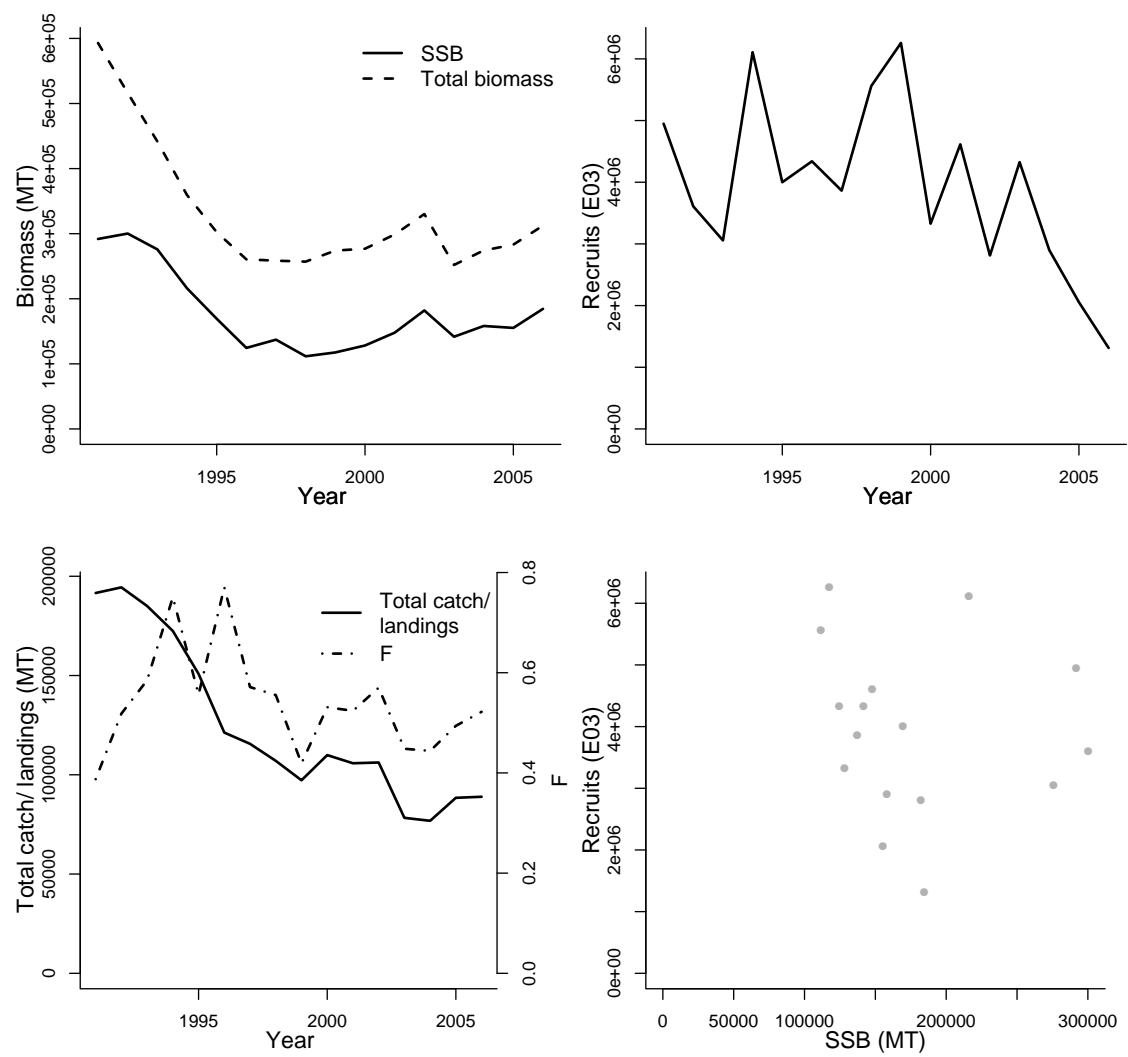 6e+05
5e+05
4e+05
3e+05
2e+05
1e+05
0e+00
Biomass (MT)
SSB
Total biomass
1995 2000 2005
Year
6e+06
4e+06
2e+06
0e+00
Recruits (E03)
1995 2000 2005
Year
200000
150000
100000
50000
0
Total catch/ landings (MT)
Total catch/
landings
F
0.8
0.6
0.4
0.2
0.0
F
1995 2000 2005
Year
6e+06
4e+06
2e+06
0e+00
Recruits (E03)
0 50000 100000 200000 300000
SSB (MT)